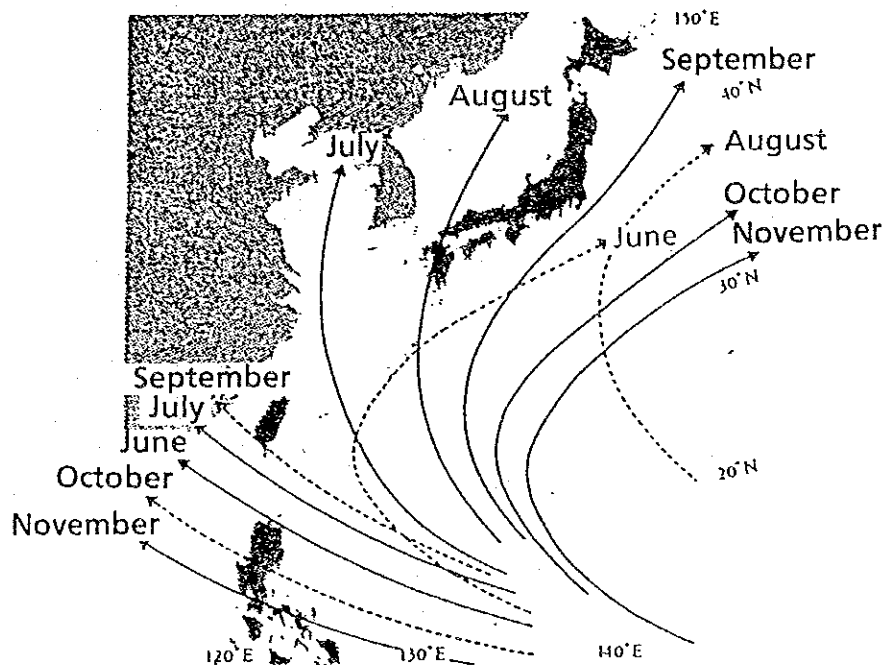 150°E
September
40°N
August
July
August
October
June
November
30°N
September
July
June
20°N
October
November
120°E
130°E
140°E